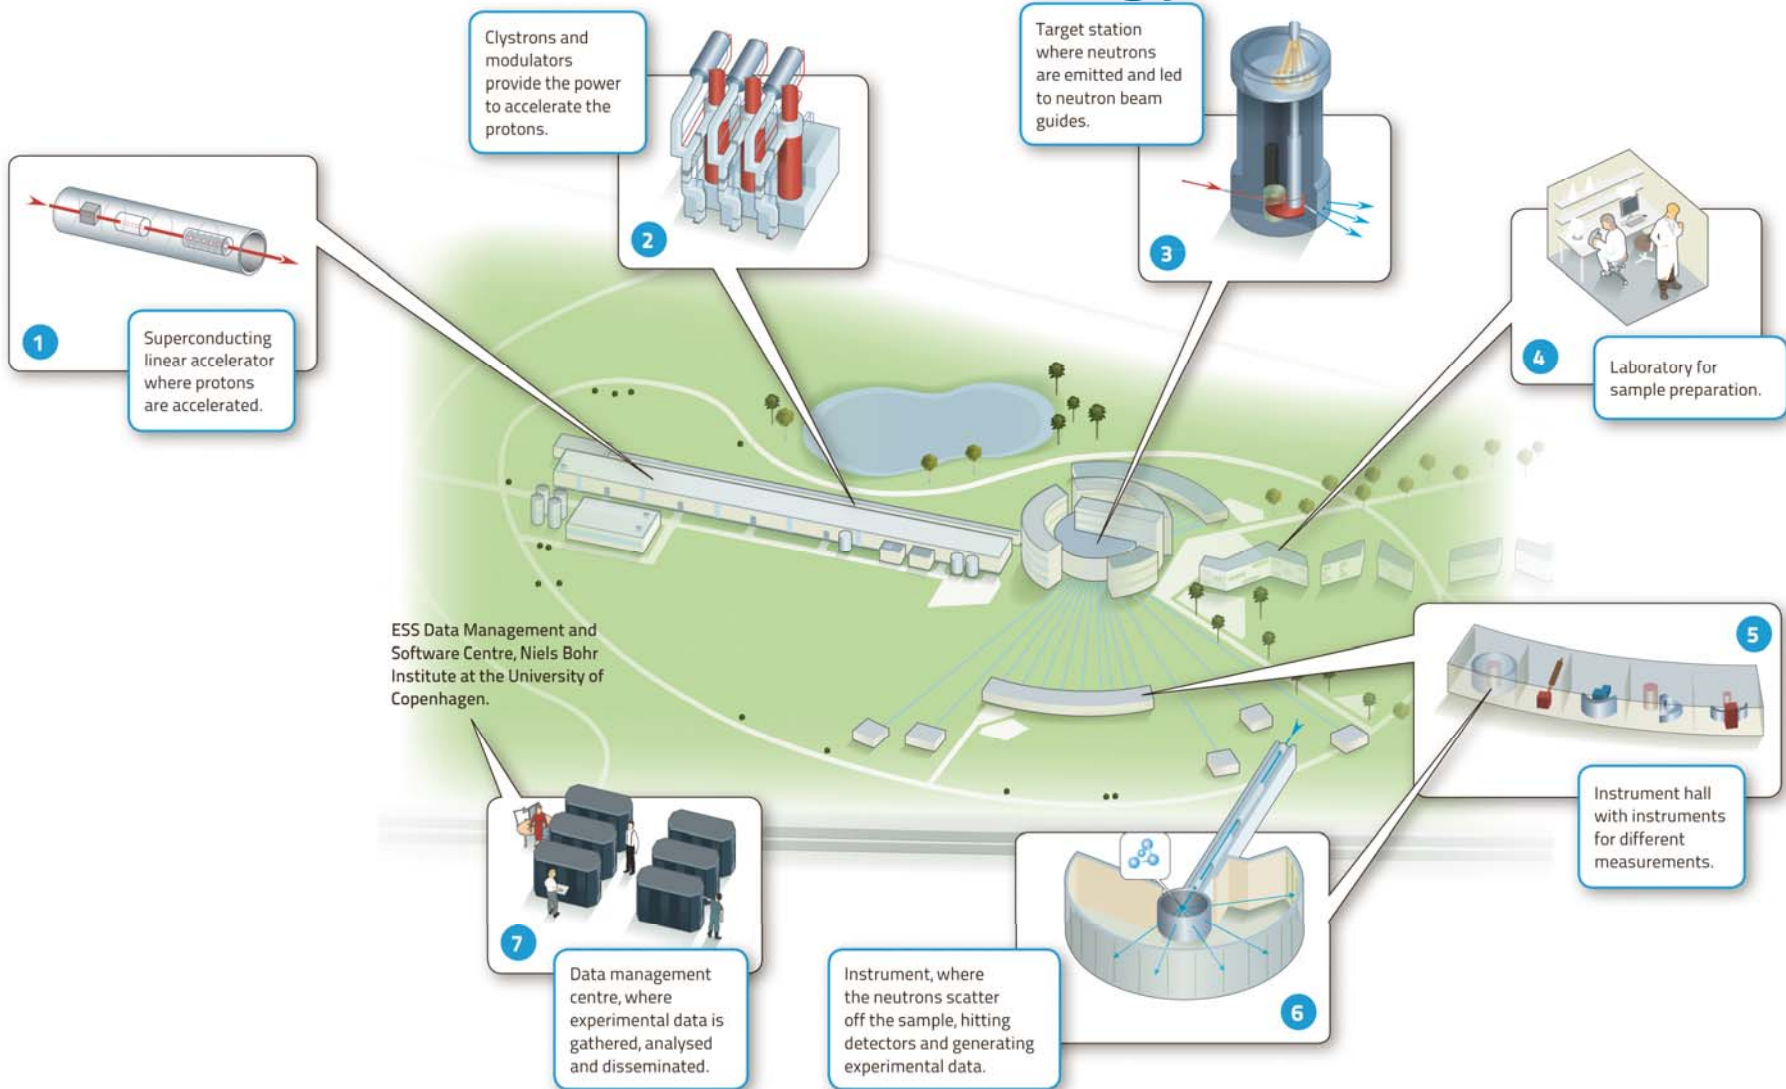 Clystrons and
modulators
provide the power
to accelerate the
protons.
2
Target station
where neutrons
are emitted and led
to neutron beam
guides.
3
1
Superconducting
linear accelerator
where protons
are accelerated.
4
Laboratory for
sample preparation.
ESS Data Management and
Software Centre, Niels Bohr
Institute at the University of
Copenhagen.
5
Instrument hall
with instruments
for different
measurements.
7
Data management
centre, where
experimental data is
gathered, analysed
and disseminated.
Instrument, where
the neutrons scatter
off the sample, hitting
detectors and generating
experimental data.
6